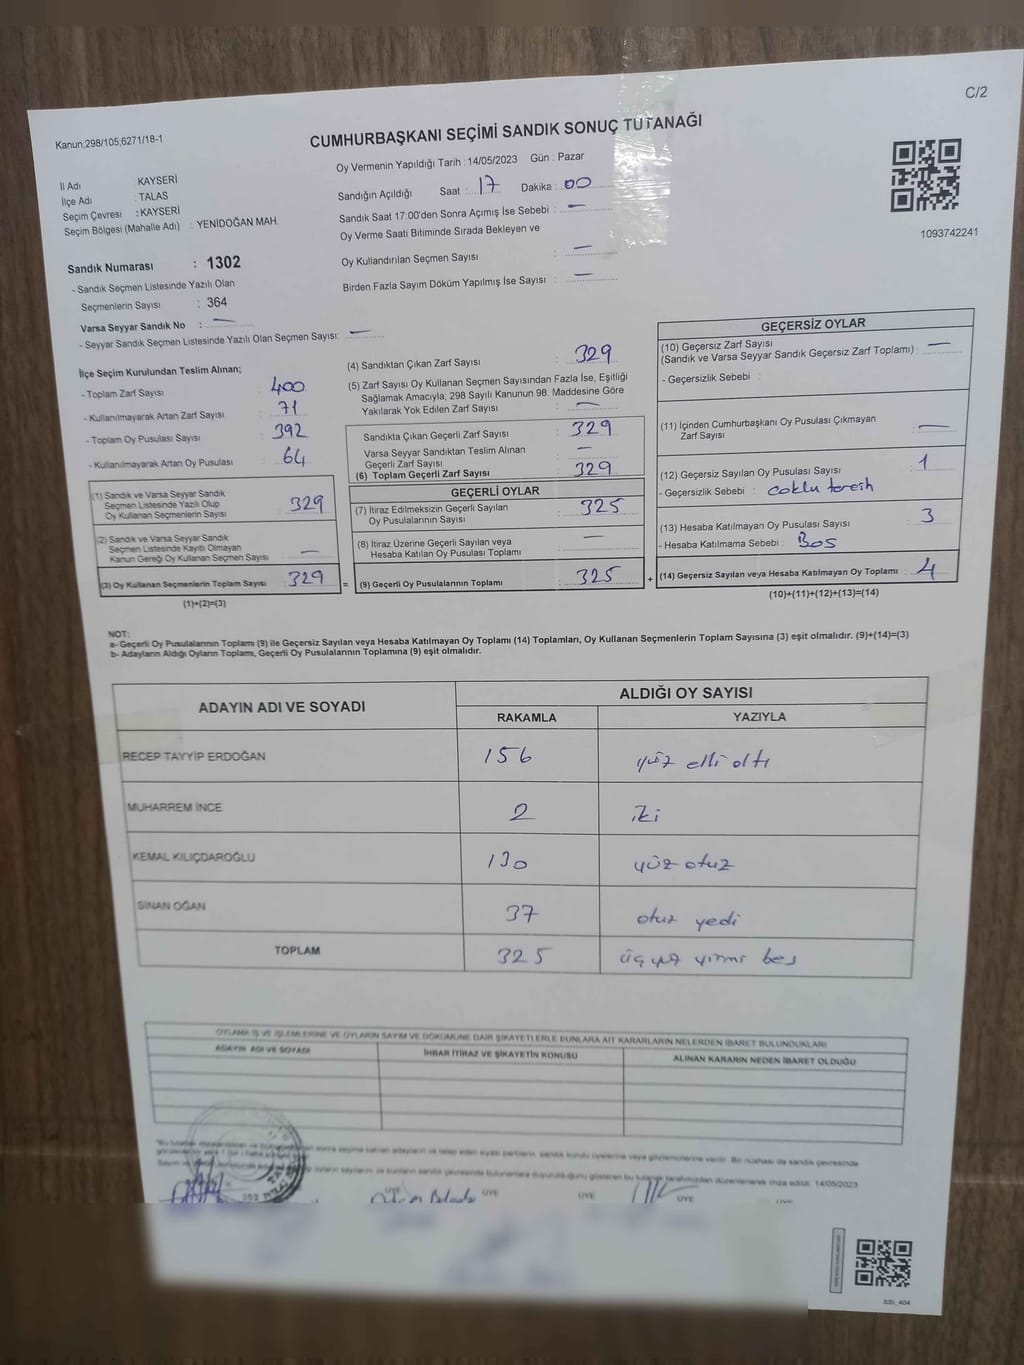 C/2
Kanun,298/105,6271/18-1
CUMHURBAŞKANI SEÇİMİ SANDIK SONUÇ TUTANAĞI
Oy Vermenin Yapıldığı Tarih : 14/05/2023 Gün : Pazar
İl Adı : KAYSERİ
İlçe Adı : TALAS
Seçim Çevresi : KAYSERİ
Seçim Bölgesi (Mahalle Adı) : YENİDOĞAN MAH.
Sandığın Açıldığı Saat : 17 Dakika : 00
Sandık Saat 17:00'den Sonra Açımış İse Sebebi : —
Oy Verme Saati Bitiminde Sırada Bekleyen ve
Oy Kullandırılan Seçmen Sayısı : —
Birden Fazla Sayım Döküm Yapılmış İse Sayısı : —
1093742241
Sandık Numarası : 1302
- Sandık Seçmen Listesinde Yazılı Olan
Seçmenlerin Sayısı : 364
Varsa Seyyar Sandık No : —
- Seyyar Sandık Seçmen Listesinde Yazılı Olan Seçmen Sayısı: —
İlçe Seçim Kurulundan Teslim Alınan;
- Toplam Zarf Sayısı : 400
- Kullanılmayarak Artan Zarf Sayısı : 71
- Toplam Oy Pusulası Sayısı : 392
- Kullanılmayarak Artan Oy Pusulası : 64
(1) Sandık ve Varsa Seyyar Sandık
Seçmen Listesinde Yazılı Olup
Oy Kullanan Seçmenlerin Sayısı : 329
(2) Sandık ve Varsa Seyyar Sandık
Seçmen Listesinde Kayıtlı Olmayan
Kanun Gereği Oy Kullanan Seçmen Sayısı : —
(3) Oy Kullanan Seçmenlerin Toplam Sayısı : 329
(1)+(2)=(3)
(4) Sandıktan Çıkan Zarf Sayısı : 329
(5) Zarf Sayısı Oy Kullanan Seçmen Sayısından Fazla İse, Eşitliği
Sağlamak Amacıyla, 298 Sayılı Kanunun 98. Maddesine Göre
Yakılarak Yok Edilen Zarf Sayısı : —
Sandıkta Çıkan Geçerli Zarf Sayısı : 329
Varsa Seyyar Sandıktan Teslim Alınan
Geçerli Zarf Sayısı : —
(6) Toplam Geçerli Zarf Sayısı : 329
GEÇERLİ OYLAR
(7) İtiraz Edilmeksizin Geçerli Sayılan
Oy Pusulalarının Sayısı : 325
(8) İtiraz Üzerine Geçerli Sayılan veya
Hesaba Katılan Oy Pusulası Toplamı : —
= (9) Geçerli Oy Pusulalarının Toplamı : 325 +
GEÇERSİZ OYLAR
(10) Geçersiz Zarf Sayısı
(Sandık ve Varsa Seyyar Sandık Geçersiz Zarf Toplamı) : —
- Geçersizlik Sebebi :
(11) İçinden Cumhurbaşkanı Oy Pusulası Çıkmayan
Zarf Sayısı : —
(12) Geçersiz Sayılan Oy Pusulası Sayısı : 1
- Geçersizlik Sebebi : Çoklu tercih
(13) Hesaba Katılmayan Oy Pusulası Sayısı : 3
- Hesaba Katılmama Sebebi : Boş
(14) Geçersiz Sayılan veya Hesaba Katılmayan Oy Toplamı : 4
(10)+(11)+(12)+(13)=(14)
NOT:
a- Geçerli Oy Pusulalarının Toplamı (9) ile Geçersiz Sayılan veya Hesaba Katılmayan Oy Toplamı (14) Toplamları, Oy Kullanan Seçmenlerin Toplam Sayısına (3) eşit olmalıdır. (9)+(14)=(3)
b- Adayların Aldığı Oyların Toplamı, Geçerli Oy Pusulalarının Toplamına (9) eşit olmalıdır.
ADAYIN ADI VE SOYADI
ALDIĞI OY SAYISI
RAKAMLA YAZIYLA
RECEP TAYYİP ERDOĞAN 156 yüz elli altı
MUHARREM İNCE 2 iki
KEMAL KILIÇDAROĞLU 130 yüz otuz
SİNAN OĞAN 37 otuz yedi
TOPLAM 325 üç yüz yirmi beş
OYLAMA İŞ VE İŞLEMLERİNE VE OYLARIN SAYIM VE DÖKÜMÜNE DAİR ŞİKAYETLERLE BUNLARA AİT KARARLARIN NELERDEN İBARET BULUNDUKLARI
ADAYIN ADI VE SOYADI İHBAR İTİRAZ VE ŞİKAYETİN KONUSU ALINAN KARARIN NEDEN İBARET OLDUĞU
ÜYE ÜYE ÜYE ÜYE